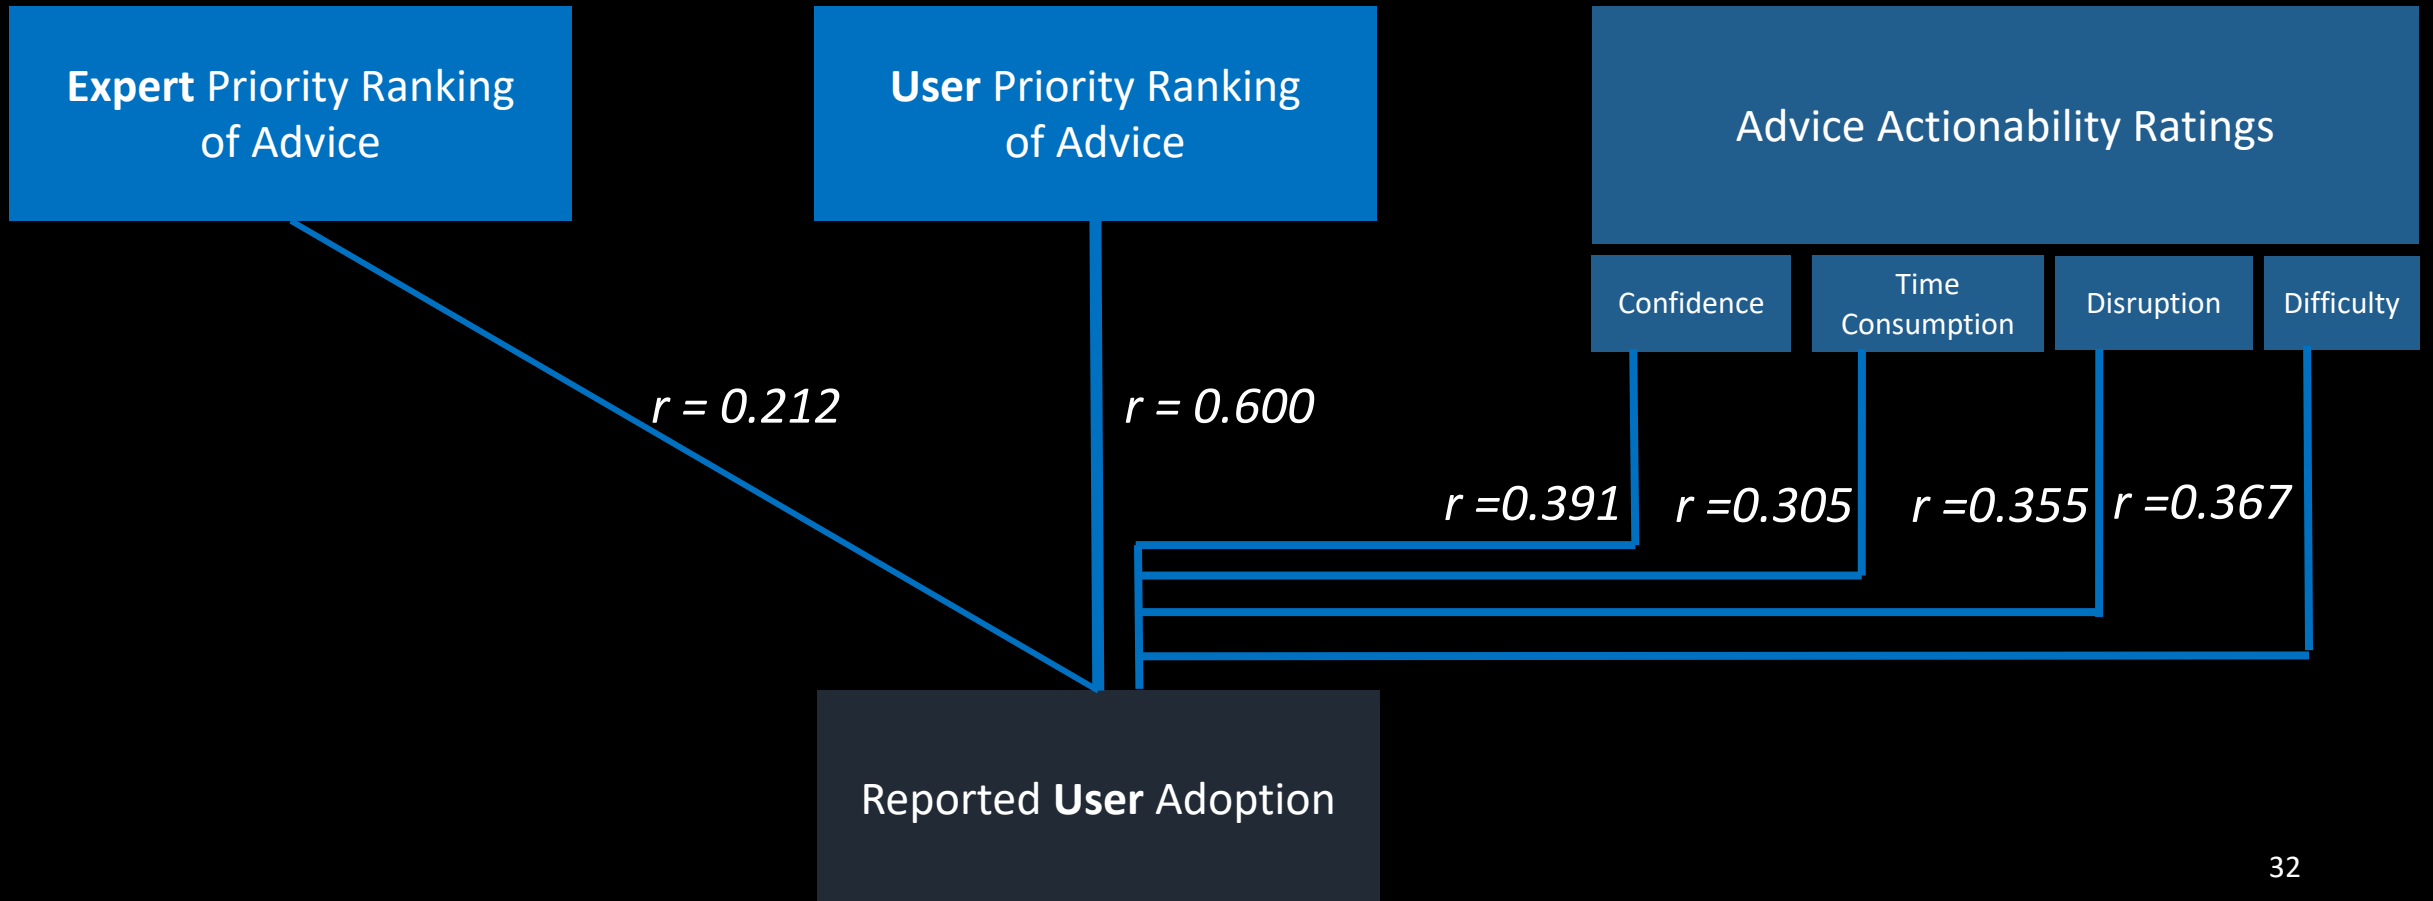 Expert Priority Ranking
of Advice
User Priority Ranking
of Advice
Advice Actionability Ratings
Confidence
Time
Consumption
Disruption
Difficulty
r = 0.212
r = 0.600
r =0.391
r =0.305
r =0.355
r =0.367
Reported User Adoption
32